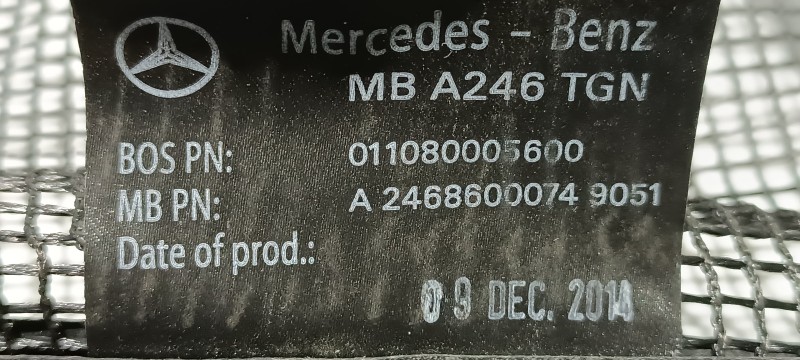 Mercedes - Benz
MB A246 TGN
BOS PN: 011080005600
MB PN: A 2468600074 9051
Date of prod.:
09 DEC. 2014